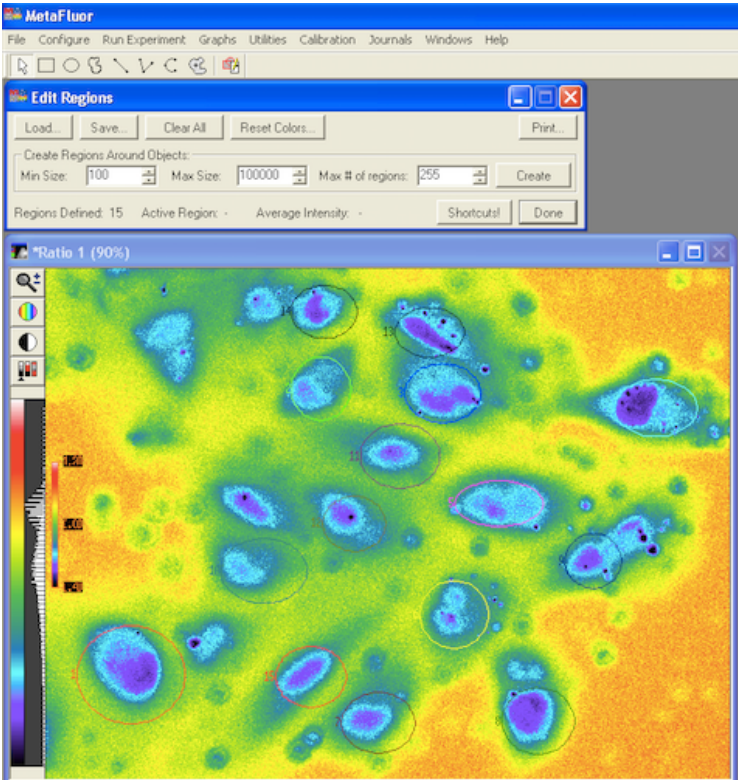 MetaFluor
File Configure Run Experiment Graphs Utilities Calibration Journals Windows Help
Edit Regions
Load... Save... Clear All Reset Colors... Print...
Create Regions Around Objects:
Min Size: 100 Max Size: 100000 Max # of regions: 255 Create
Regions Defined: 15 Active Region: - Average Intensity: - Shortcuts! Done
*Ratio 1 (90%)
14
13
11
8